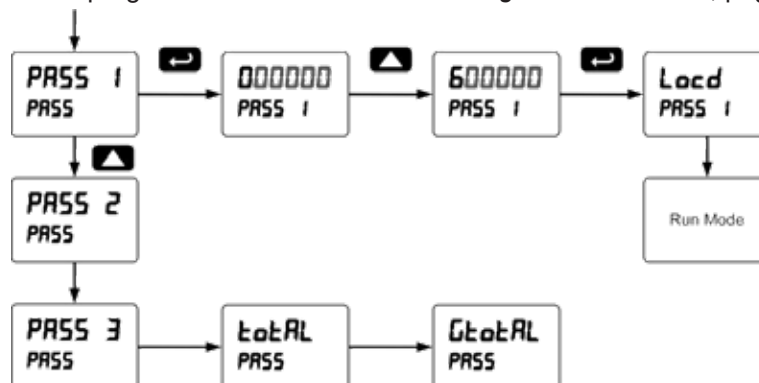 PASS 1
PASS
000000
PASS 1
600000
PASS 1
Locd
PASS 1
PASS 2
PASS
Run Mode
PASS 3
PASS
totAL
PASS
GtotAL
PASS